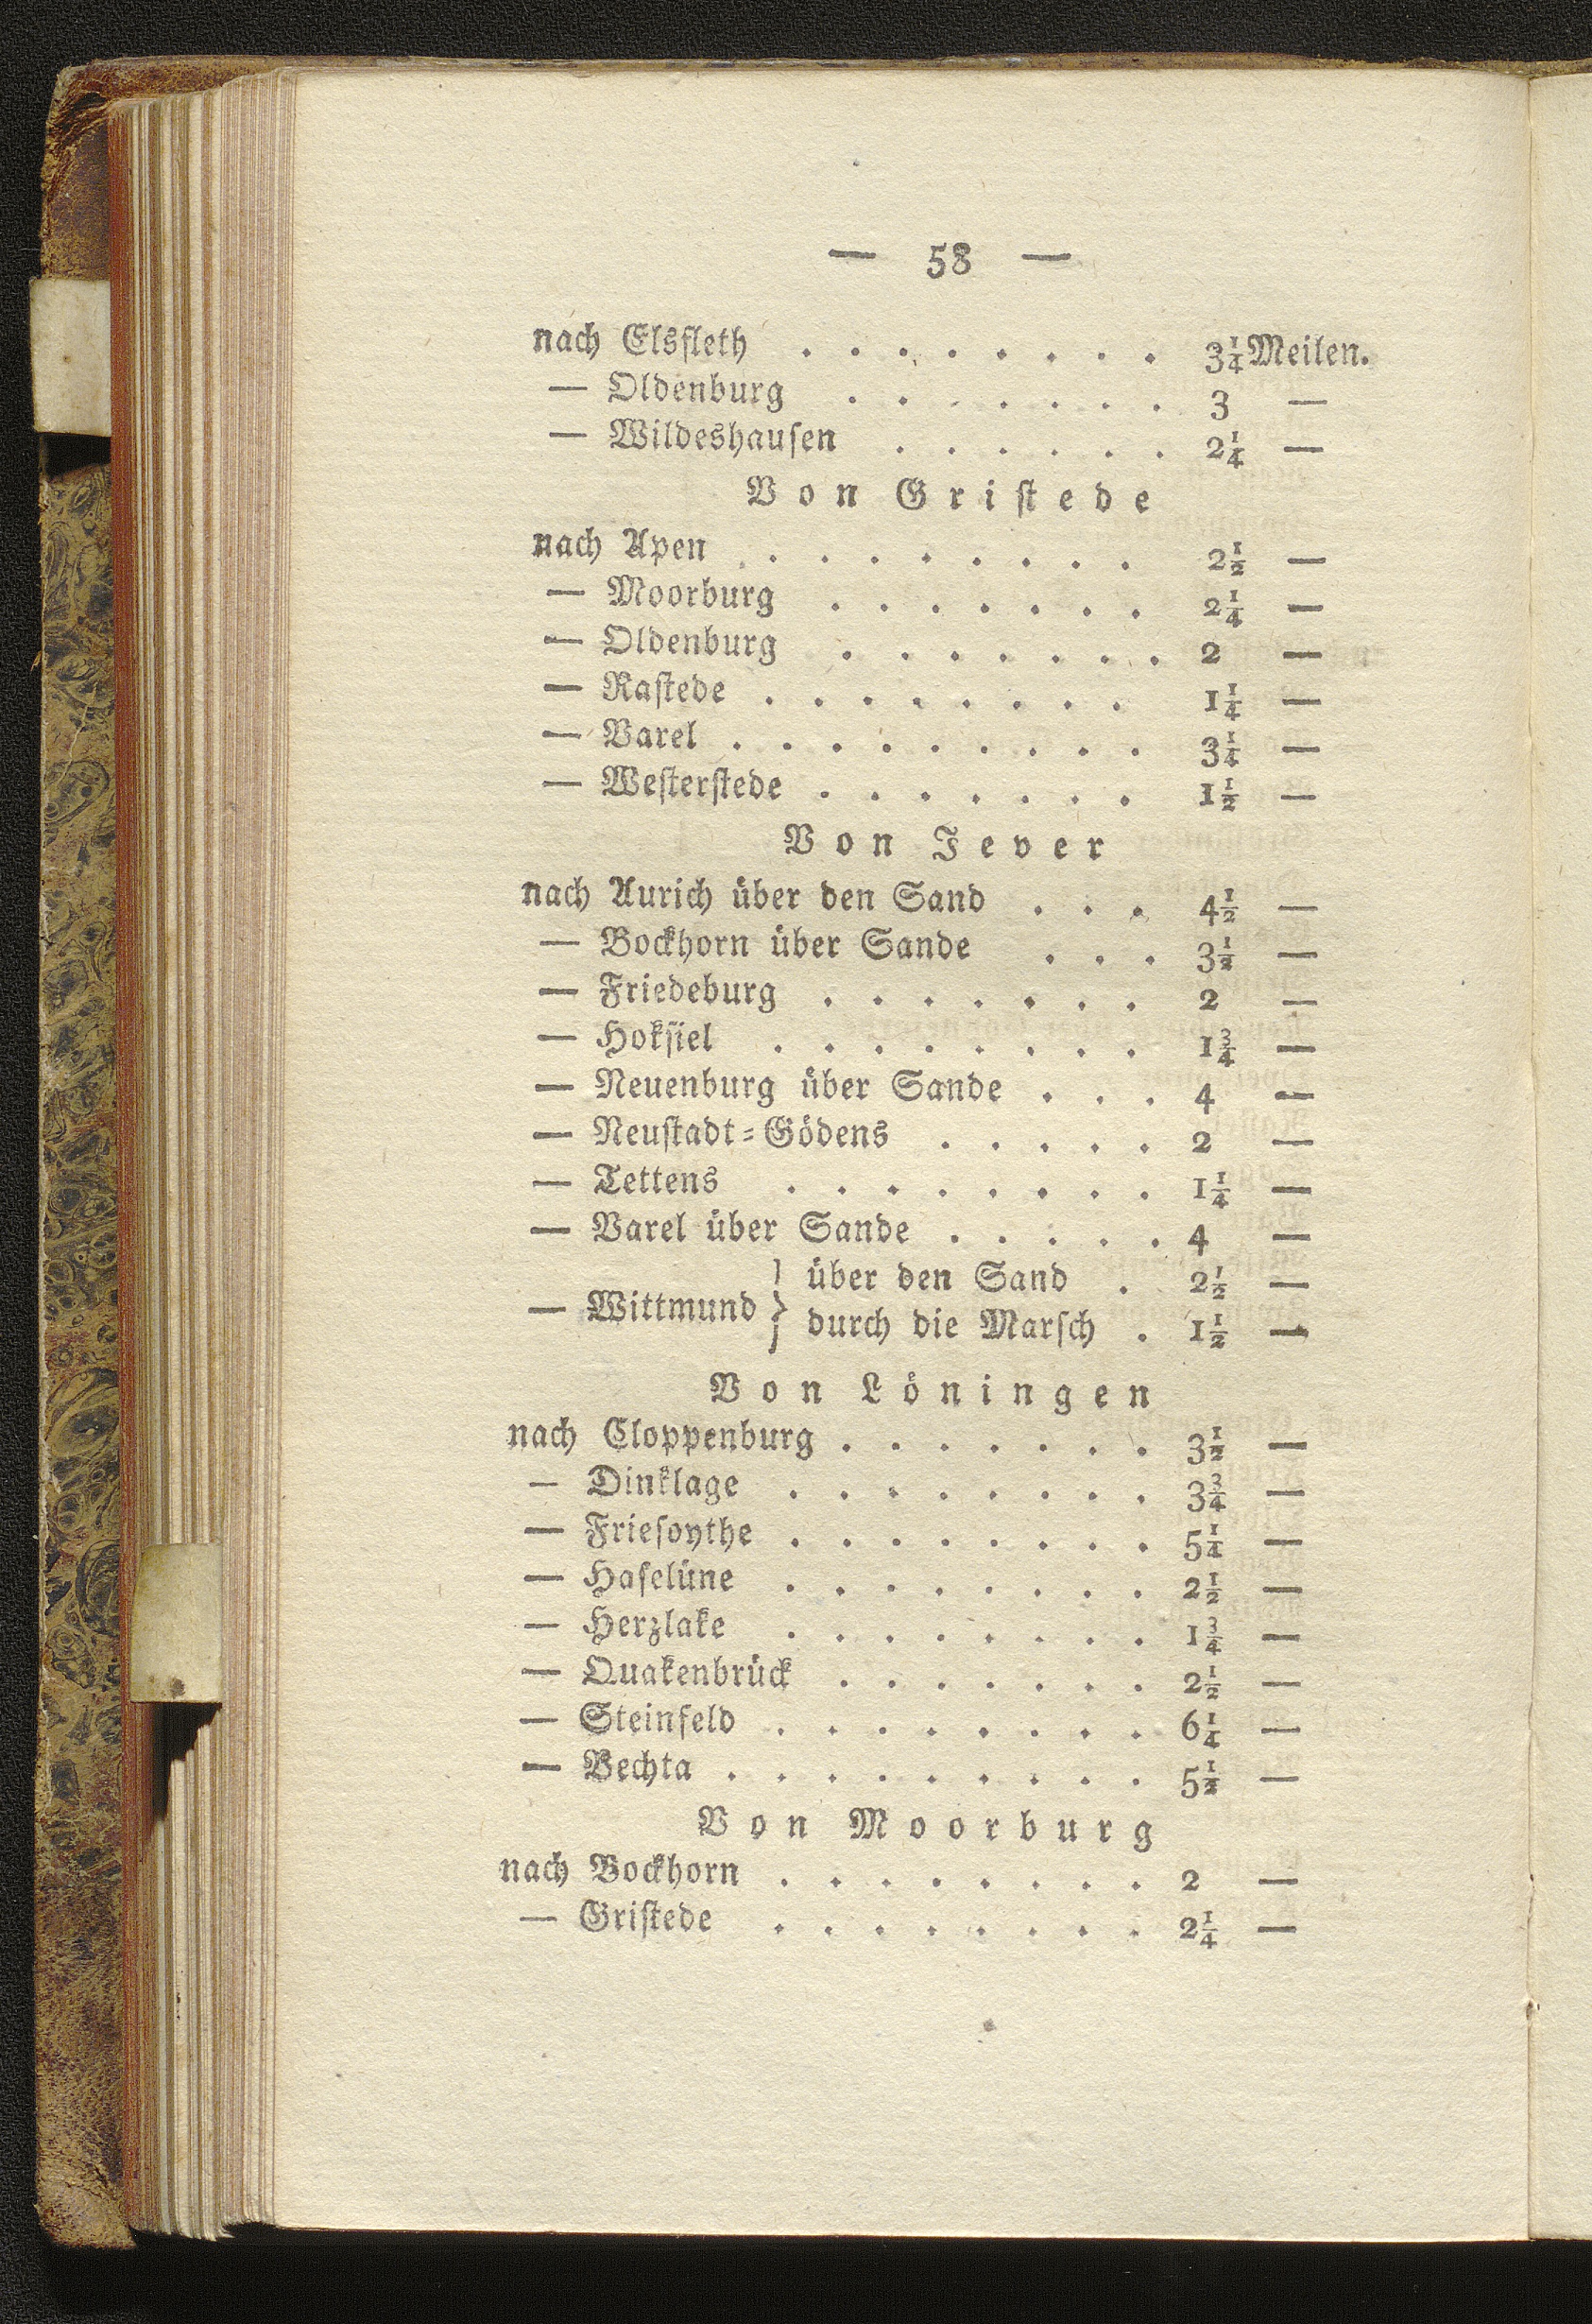 — 58 —
nach Elsfleth . . . . . . . . 3¼ Meilen.
— Oldenburg . . . . . . . 3 —
— Wildeshauſen . . . . . . 2¼ —
Von Griſtede
nach Apen . . . . . . . . 2½ —
— Moorburg . . . . . . . 2¼ —
— Oldenburg . . . . . . . 2 —
— Raſtede . . . . . . . . 1¼ —
— Varel . . . . . . . . . 3¼ —
— Weſterſtede . . . . . . . 1½ —
Von Jever
nach Aurich über den Sand . . . 4½ —
— Bockhorn über Sande . . . 3½ —
— Friedeburg . . . . . . . 2 —
— Hokſiel . . . . . . . . 1¾ —
— Neuenburg über Sande . . . 4 —
— Neuſtadt⸗Gödens . . . . . 2 —
— Tettens . . . . . . . . 1¼ —
— Varel über Sande . . . . . 4 —
— Wittmund } über den Sand . 2½ —
durch die Marſch . 1½ —
Von Löningen
nach Cloppenburg . . . . . . . 3½ —
— Dinklage . . . . . . . . 3¾ —
— Frieſoythe . . . . . . . . 5¼ —
— Haſelüne . . . . . . . . 2½ —
— Herzlake . . . . . . . . 1¾ —
— Quakenbrück . . . . . . . 2½ —
— Steinfeld . . . . . . . . 6¼ —
— Vechta . . . . . . . . . 5½ —
Von Moorburg
nach Bockhorn . . . . . . . . 2 —
— Griſtede . . . . . . . . 2¼ —